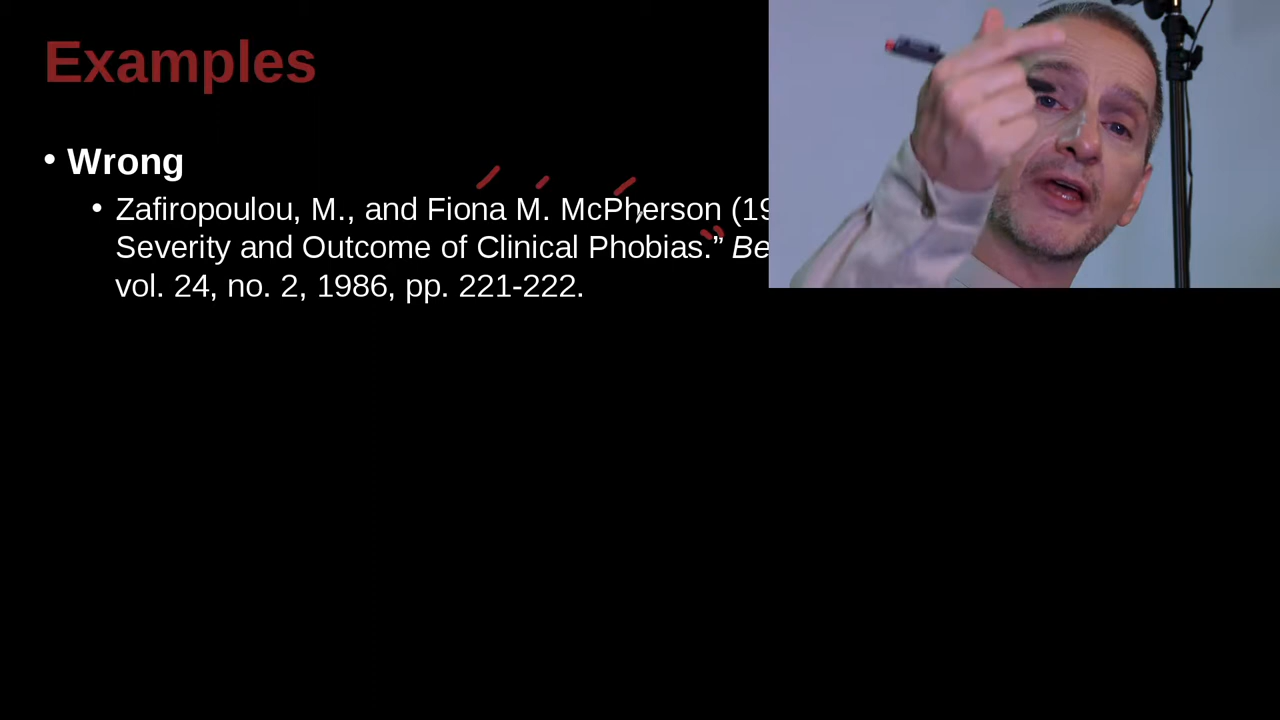 Examples
• Wrong
• Zafiropoulou, M., and Fiona M. McPherson (19
Severity and Outcome of Clinical Phobias.” Be
vol. 24, no. 2, 1986, pp. 221-222.